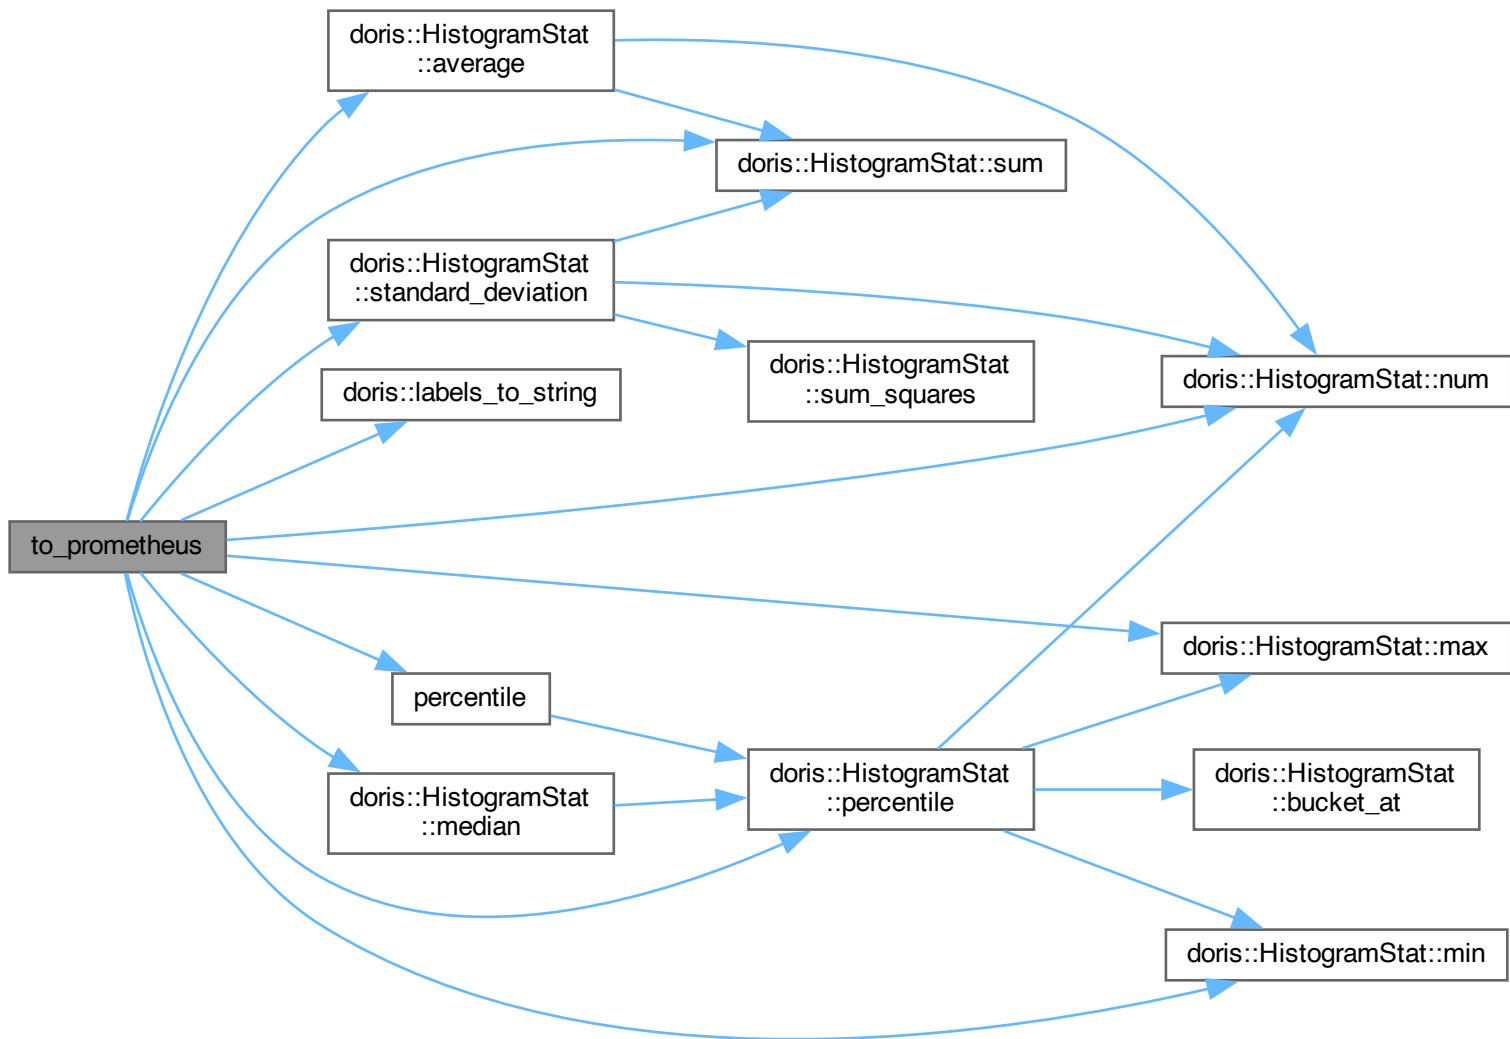 doris::HistogramStat
::average
doris::HistogramStat::sum
doris::HistogramStat
::standard_deviation
doris::HistogramStat
::sum_squares
doris::HistogramStat::num
doris::labels_to_string
to_prometheus
doris::HistogramStat::max
percentile
doris::HistogramStat
::percentile
doris::HistogramStat
::bucket_at
doris::HistogramStat
::median
doris::HistogramStat::min